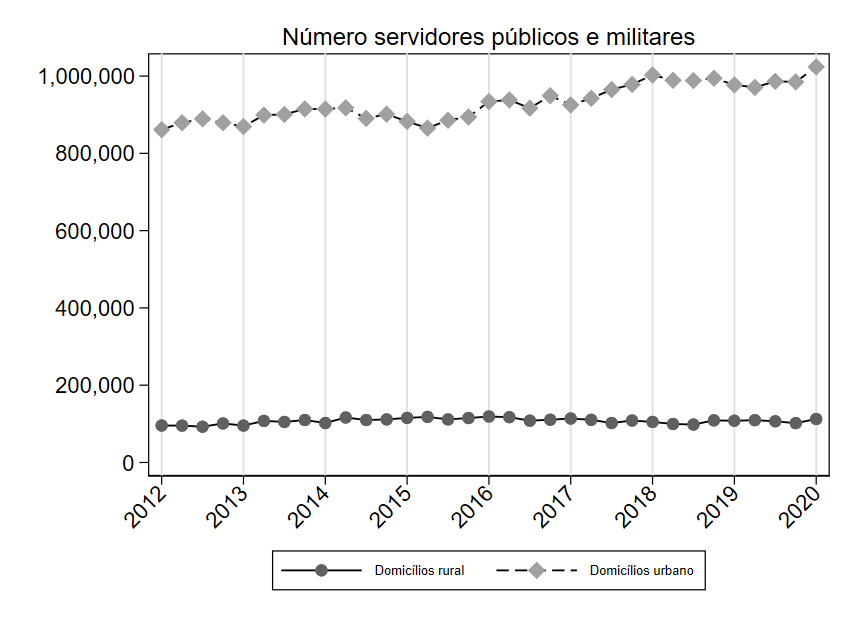 Número servidores públicos e militares
1,000,000
800,000
600,000
400,000
200,000
0
2012 2013 2014 2015 2016 2017 2018 2019 2020
Domicílios rural Domicílios urbano